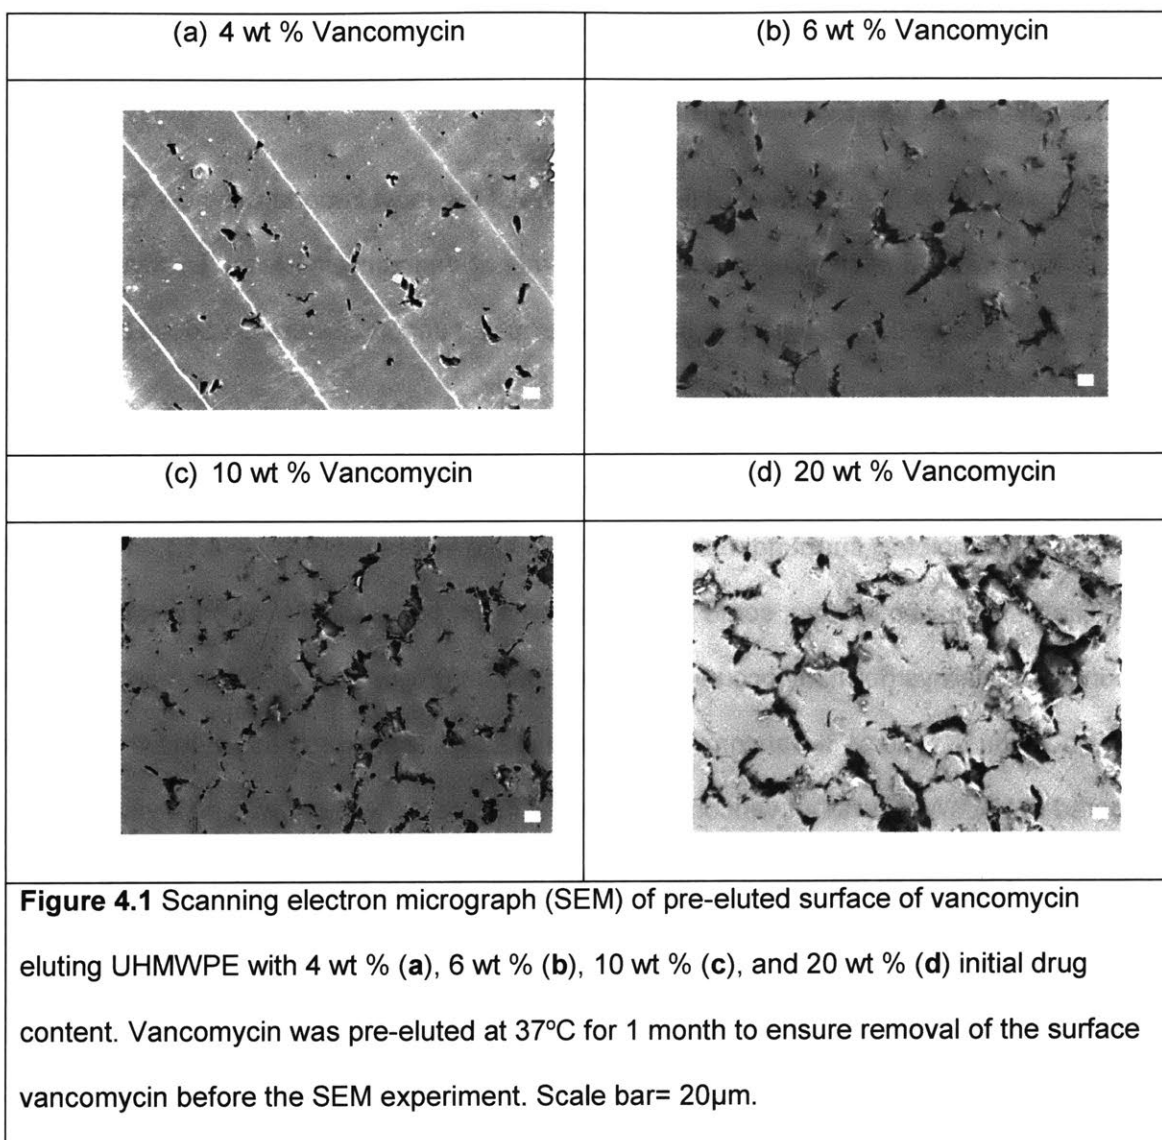 (a) 4 wt % Vancomycin
(b) 6 wt % Vancomycin
(c) 10 wt % Vancomycin
(d) 20 wt % Vancomycin
Figure 4.1 Scanning electron micrograph (SEM) of pre-eluted surface of vancomycin
eluting UHMWPE with 4 wt % (a), 6 wt % (b), 10 wt % (c), and 20 wt % (d) initial drug
content. Vancomycin was pre-eluted at 37ºC for 1 month to ensure removal of the surface
vancomycin before the SEM experiment. Scale bar= 20µm.